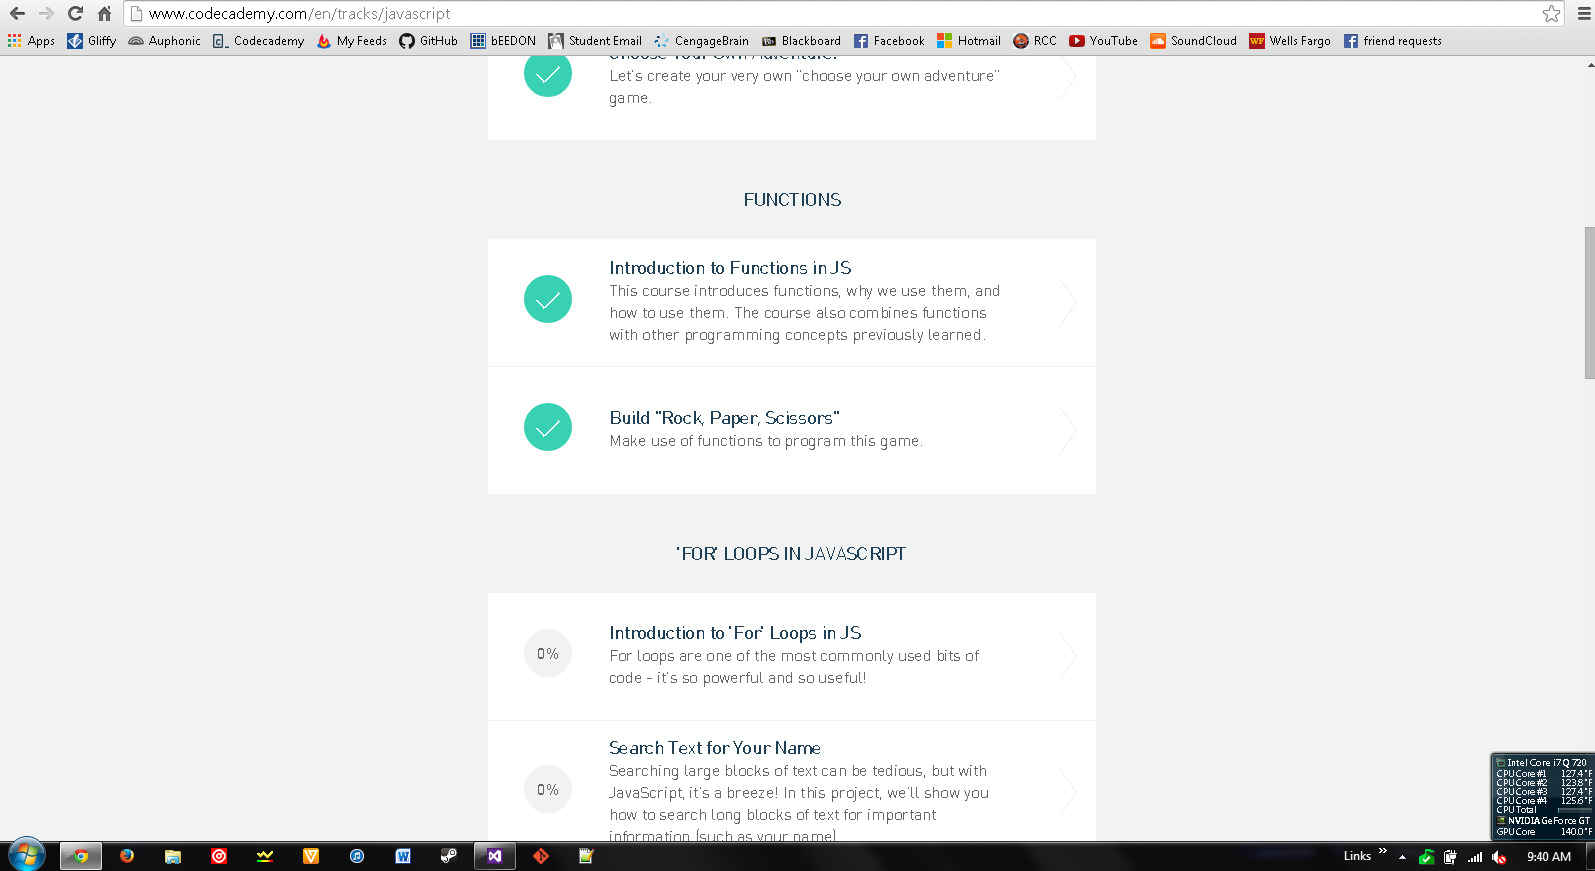 www.codecademy.com/en/tracks/javascript
Apps Gliffy Auphonic Codecademy My Feeds GitHub bEEDON Student Email CengageBrain Blackboard Facebook Hotmail RCC YouTube SoundCloud Wells Fargo friend requests
Choose Your Own Adventure!
Let's create your very own "choose your own adventure"
game.
FUNCTIONS
Introduction to Functions in JS
This course introduces functions, why we use them, and
how to use them. The course also combines functions
with other programming concepts previously learned.
Build "Rock, Paper, Scissors"
Make use of functions to program this game.
'FOR' LOOPS IN JAVASCRIPT
Introduction to 'For' Loops in JS
0%
For loops are one of the most commonly used bits of
code - it's so powerful and so useful!
Search Text for Your Name
Searching large blocks of text can be tedious, but with
0%
JavaScript, it's a breeze! In this project, we'll show you
how to search long blocks of text for important
information (such as your name).
Intel Core i7 Q 720
CPU Core #1 127.4°F
CPU Core #2 123.8°F
CPU Core #3 127.4°F
CPU Core #4 125.6°F
CPU Total
NVIDIA GeForce GT
GPU Core 140.0°F
Links » 9:40 AM